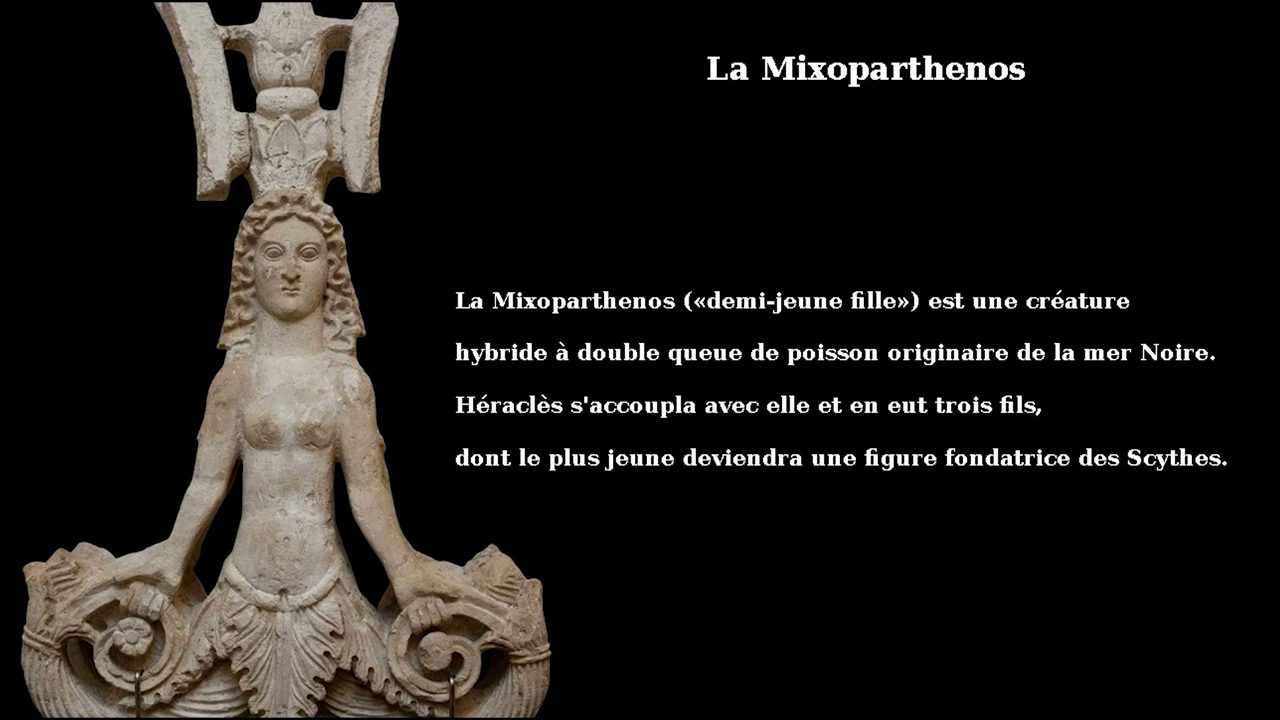 La Mixoparthenos
La Mixoparthenos («demi-jeune fille») est une créature
hybride à double queue de poisson originaire de la mer Noire.
Héraclès s'accoupla avec elle et en eut trois fils,
dont le plus jeune deviendra une figure fondatrice des Scythes.